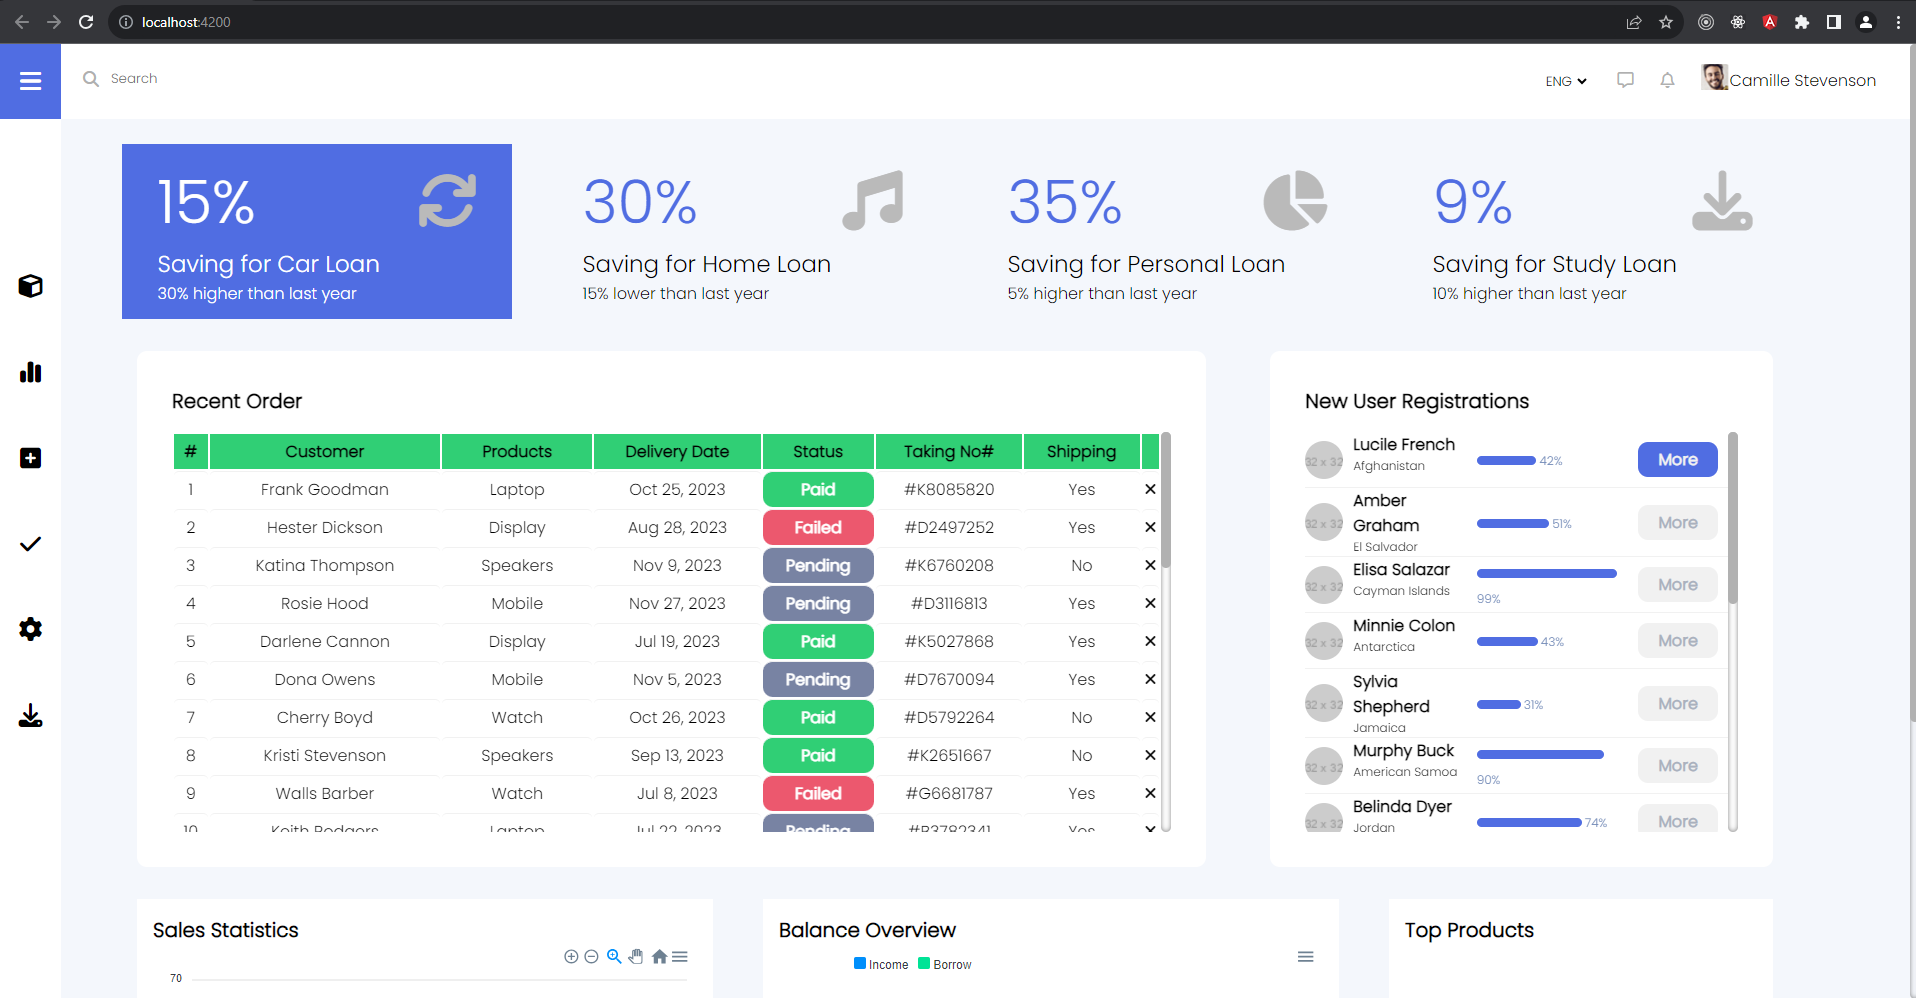 localhost:4200
Search
ENG
Camille Stevenson
15%
Saving for Car Loan
30% higher than last year
30%
Saving for Home Loan
15% lower than last year
35%
Saving for Personal Loan
5% higher than last year
9%
Saving for Study Loan
10% higher than last year
Recent Order
# Customer Products Delivery Date Status Taking No# Shipping
1 Frank Goodman Laptop Oct 25, 2023 Paid #K8085820 Yes ✕
2 Hester Dickson Display Aug 28, 2023 Failed #D2497252 Yes ✕
3 Katina Thompson Speakers Nov 9, 2023 Pending #K6760208 No ✕
4 Rosie Hood Mobile Nov 27, 2023 Pending #D3116813 Yes ✕
5 Darlene Cannon Display Jul 19, 2023 Paid #K5027868 Yes ✕
6 Dona Owens Mobile Nov 5, 2023 Pending #D7670094 Yes ✕
7 Cherry Boyd Watch Oct 26, 2023 Paid #D5792264 No ✕
8 Kristi Stevenson Speakers Sep 13, 2023 Paid #K2651667 No ✕
9 Walls Barber Watch Jul 8, 2023 Failed #G6681787 Yes ✕
10 Keith Rodgers Laptop Jul 22, 2023 Pending Yes ✕
New User Registrations
32 x 32 Lucile French
Afghanistan
42%
More
32 x 32 Amber
Graham
El Salvador
51%
More
32 x 32 Elisa Salazar
Cayman Islands
99%
More
32 x 32 Minnie Colon
Antarctica
43%
More
32 x 32 Sylvia
Shepherd
Jamaica
31%
More
32 x 32 Murphy Buck
American Samoa
90%
More
32 x 32 Belinda Dyer
Jordan
74%
More
Sales Statistics
70
Balance Overview
Income Borrow
Top Products